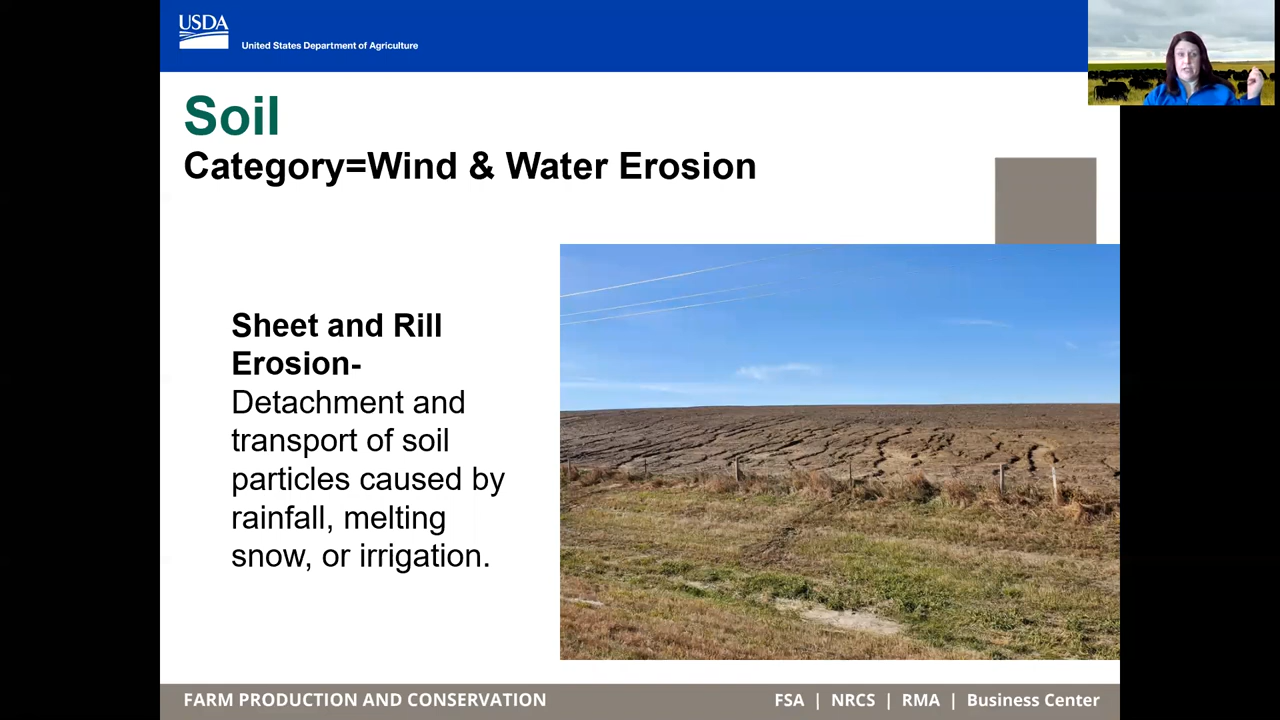 USDA
United States Department of Agriculture
Soil
Category=Wind & Water Erosion
Sheet and Rill
Erosion-
Detachment and
transport of soil
particles caused by
rainfall, melting
snow, or irrigation.
FARM PRODUCTION AND CONSERVATION
FSA | NRCS | RMA | Business Center